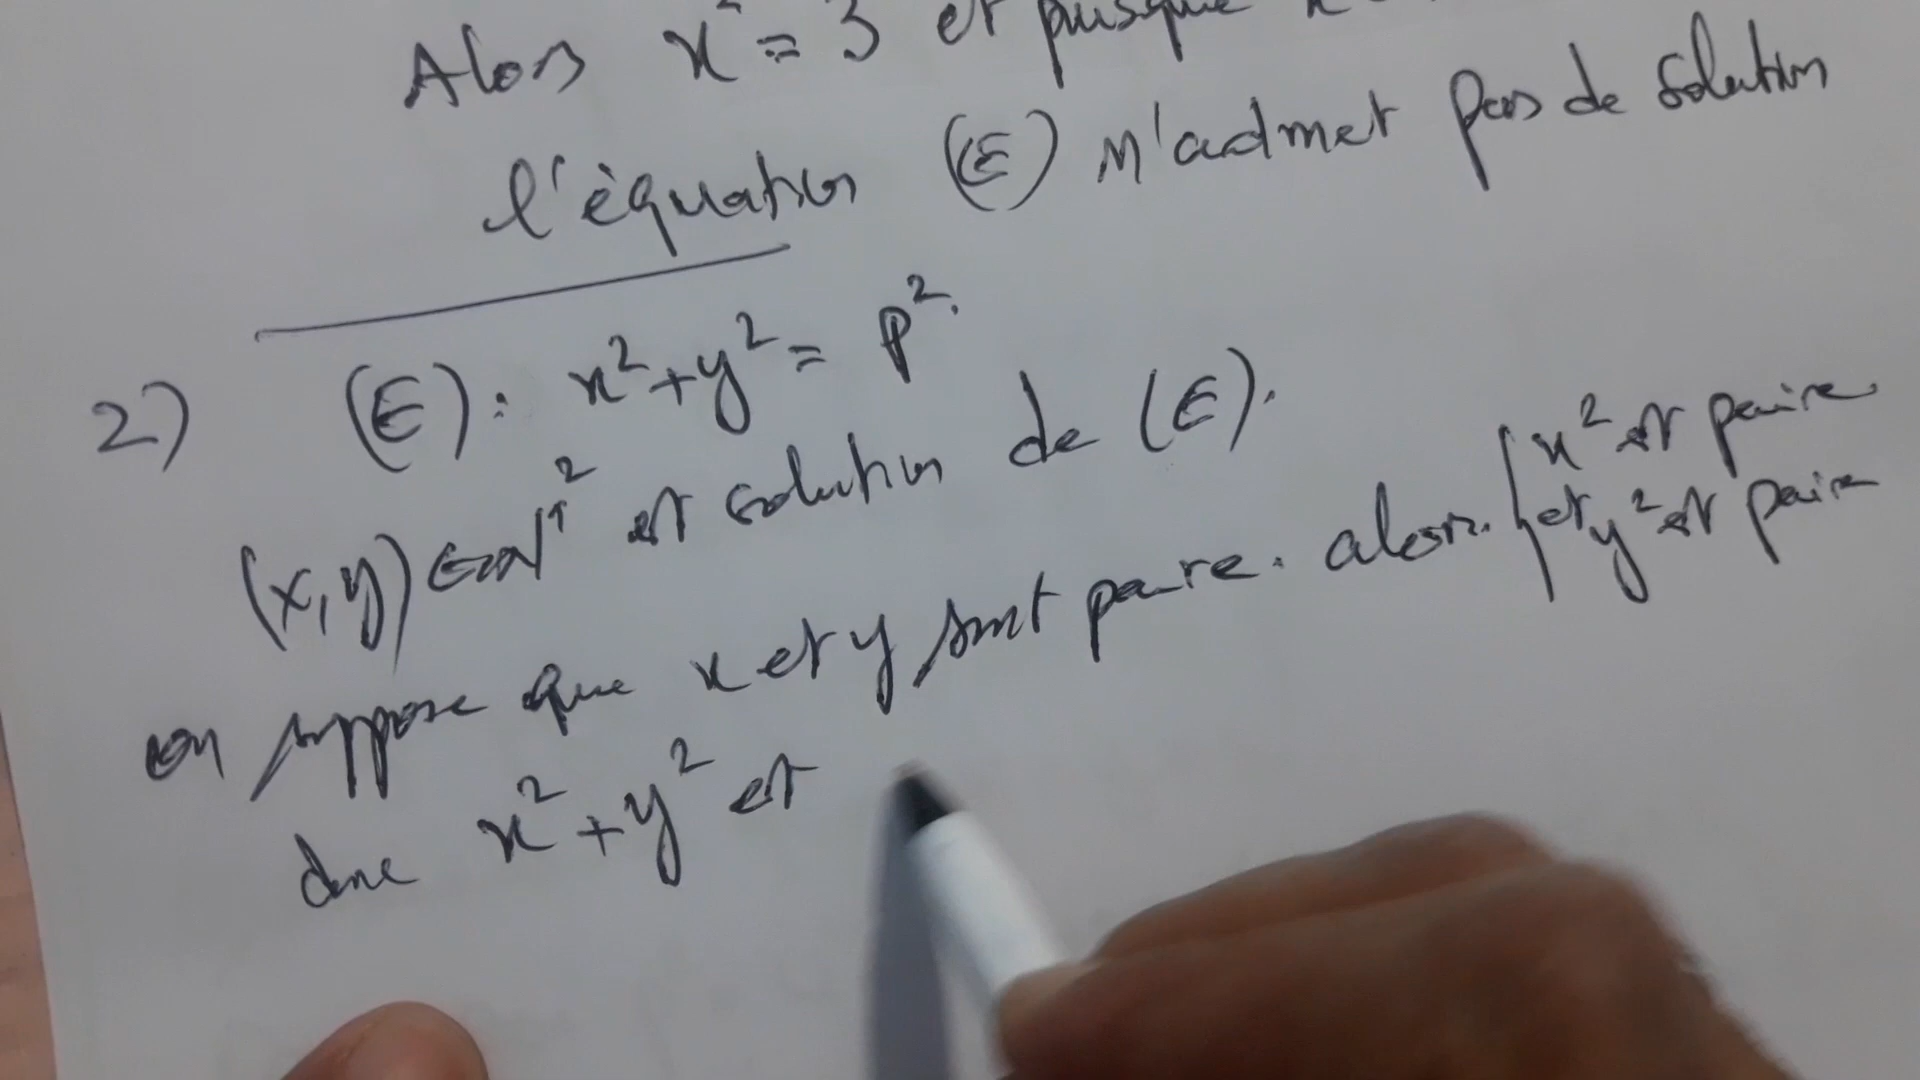 Alors x² = 3 et puisque
l'équation (E) n'admet pas de solution
2) (E) : x² + y² = p².
(x, y) ∈ ℕ*² est solution de (E).
on suppose que x et y sont paire. alors { x² est paire
et y² est paire
donc x² + y² est